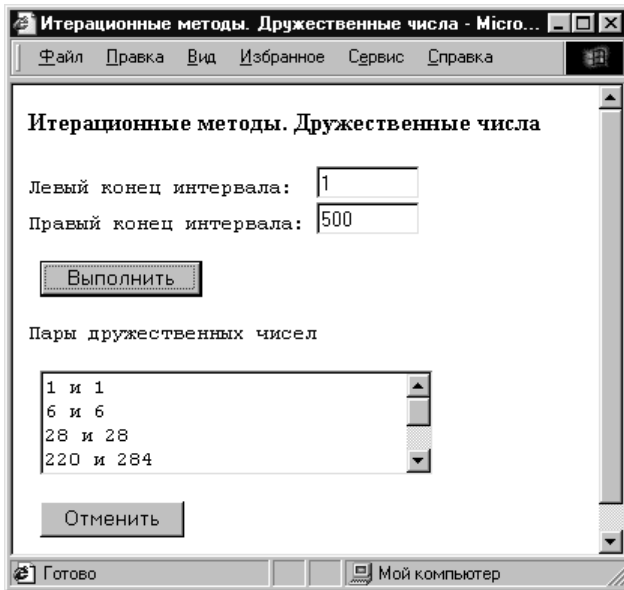 Итерационные методы. Дружественные числа - Micro...
Файл Правка Вид Избранное Сервис Справка
Итерационные методы. Дружественные числа
Левый конец интервала: 1
Правый конец интервала: 500
Выполнить
Пары дружественных чисел
1 и 1
6 и 6
28 и 28
220 и 284
Отменить
Готово Мой компьютер